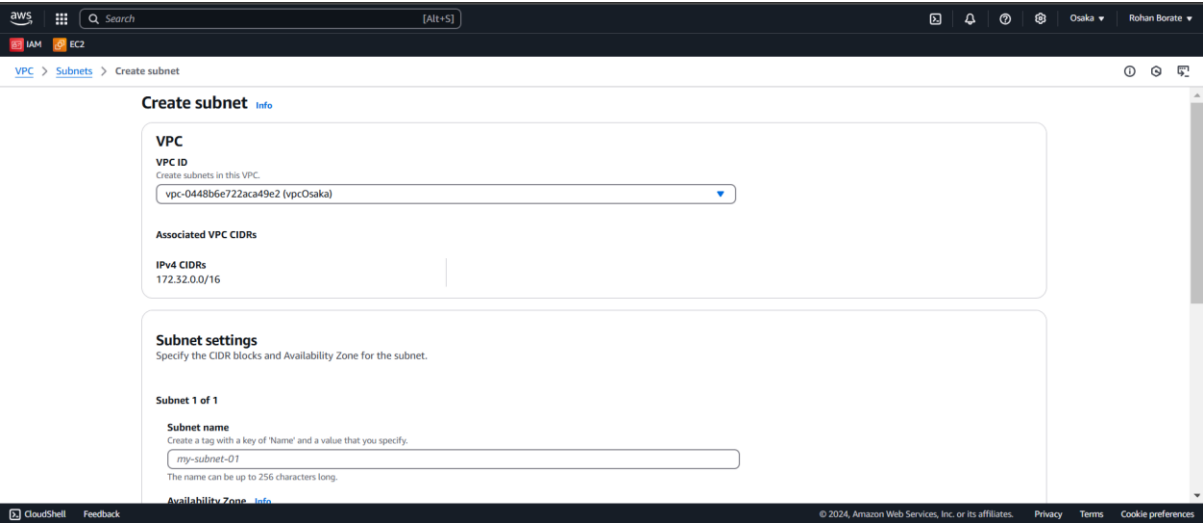 aws Search [Alt+S] Osaka Rohan Borate
IAM EC2
VPC > Subnets > Create subnet
Create subnet Info
VPC
VPC ID
Create subnets in this VPC.
vpc-0448b6e722aca49e2 (vpcOsaka)
Associated VPC CIDRs
IPv4 CIDRs
172.32.0.0/16
Subnet settings
Specify the CIDR blocks and Availability Zone for the subnet.
Subnet 1 of 1
Subnet name
Create a tag with a key of 'Name' and a value that you specify.
my-subnet-01
The name can be up to 256 characters long.
Availability Zone Info
CloudShell Feedback © 2024, Amazon Web Services, Inc. or its affiliates. Privacy Terms Cookie preferences